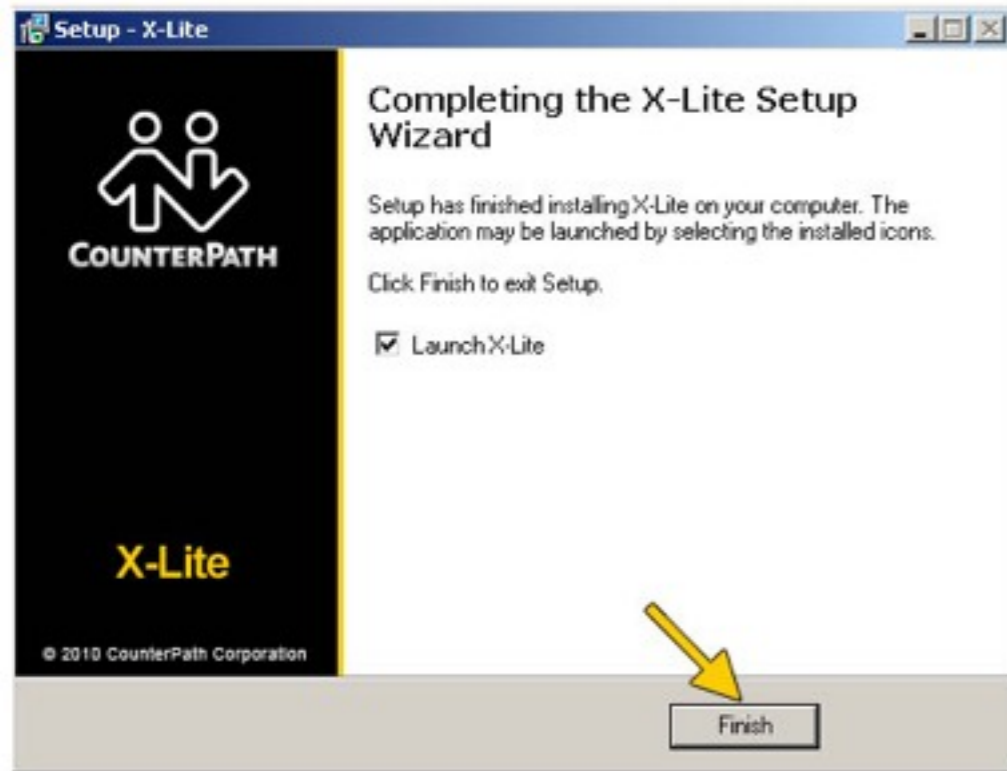 Setup - X-Lite
COUNTERPATH
X-Lite
© 2010 CounterPath Corporation
Completing the X-Lite Setup
Wizard
Setup has finished installing X-Lite on your computer. The
application may be launched by selecting the installed icons.
Click Finish to exit Setup.
Launch X-Lite
Finish